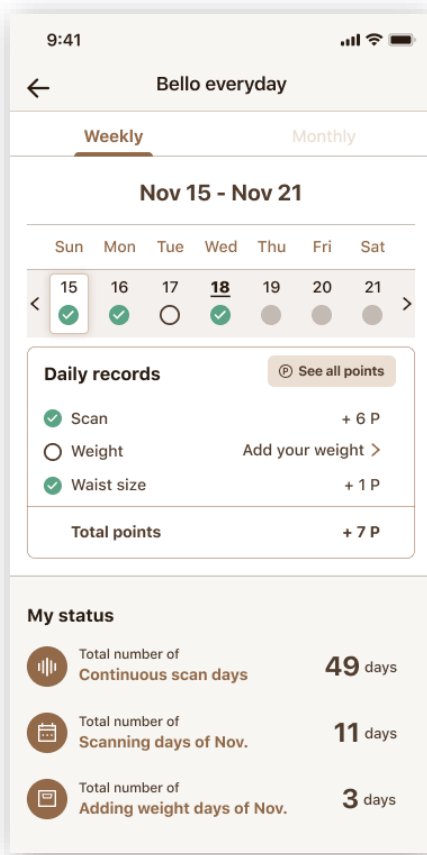 9:41
Bello everyday
Weekly Monthly
Nov 15 - Nov 21
Sun Mon Tue Wed Thu Fri Sat
15 16 17 18 19 20 21
Daily records
Ⓟ See all points
Scan + 6 P
Weight Add your weight >
Waist size + 1 P
Total points + 7 P
My status
Total number of
Continuous scan days
49 days
Total number of
Scanning days of Nov.
11 days
Total number of
Adding weight days of Nov.
3 days